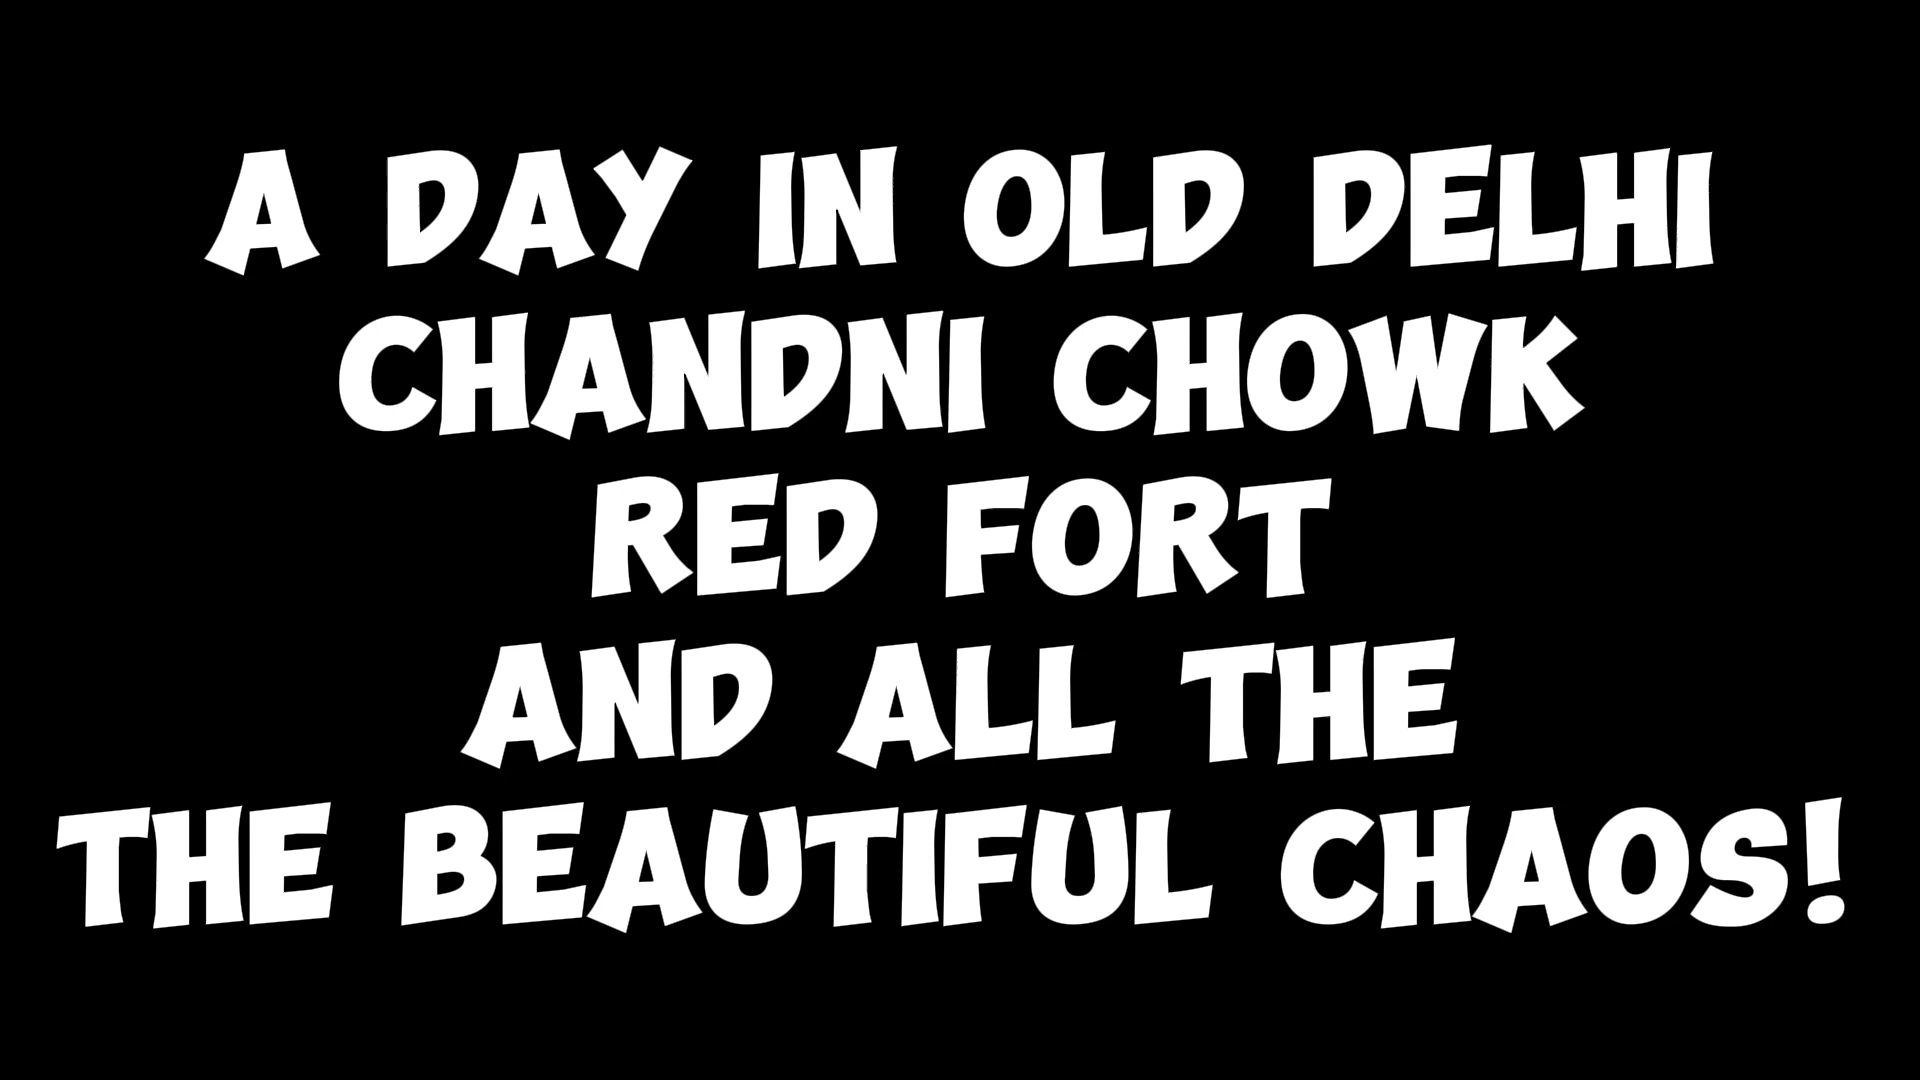 A DAY IN OLD DELHI
CHANDNI CHOWK
RED FORT
AND ALL THE
THE BEAUTIFUL CHAOS!